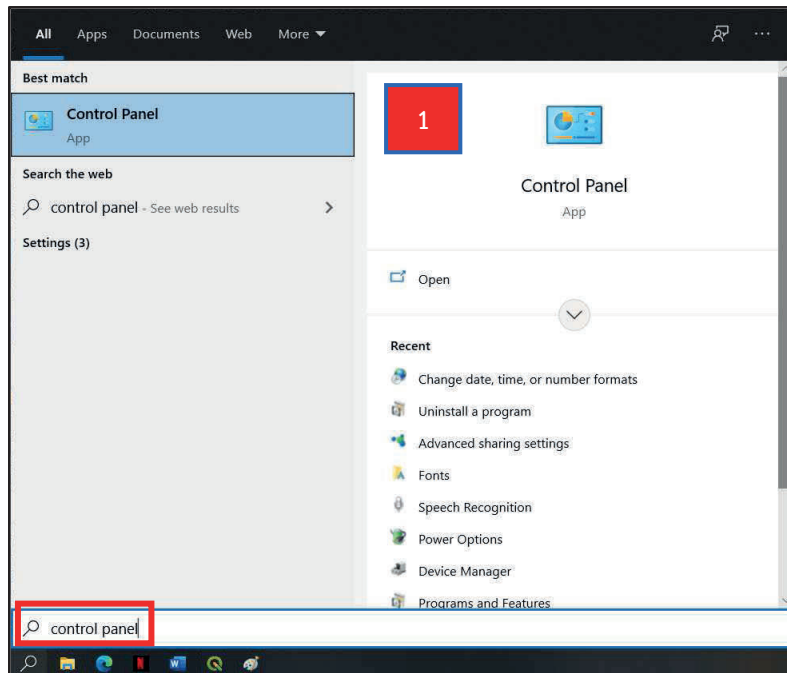 All Apps Documents Web More
Best match
Control Panel
App
Search the web
control panel - See web results
Settings (3)
1
Control Panel
App
Open
Recent
Change date, time, or number formats
Uninstall a program
Advanced sharing settings
Fonts
Speech Recognition
Power Options
Device Manager
Programs and Features
control panel